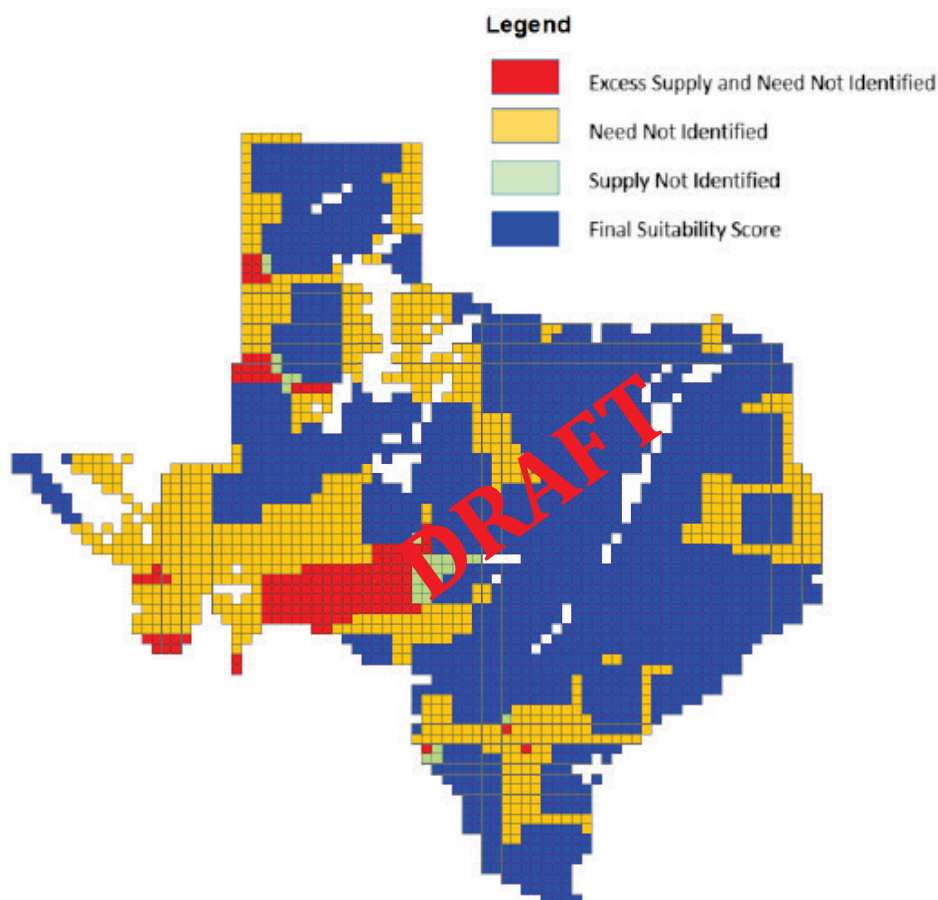 Legend
Excess Supply and Need Not Identified
Need Not Identified
Supply Not Identified
Final Suitability Score
DRAFT